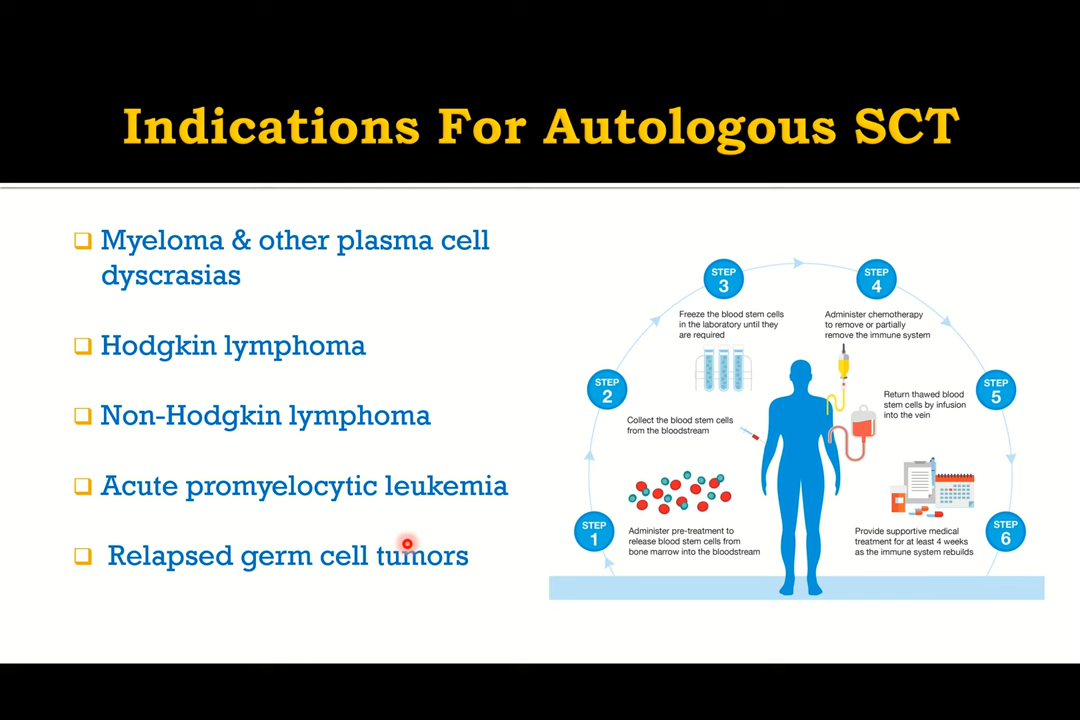 Indications For Autologous SCT
Myeloma & other plasma cell
dyscrasias
Hodgkin lymphoma
Non-Hodgkin lymphoma
Acute promyelocytic leukemia
Relapsed germ cell tumors
STEP
1
Administer pre-treatment to
release blood stem cells from
bone marrow into the bloodstream
STEP
2
Collect the blood stem cells
from the bloodstream
STEP
3
Freeze the blood stem cells
in the laboratory until they
are required
STEP
4
Administer chemotherapy
to remove or partially
remove the immune system
STEP
5
Return thawed blood
stem cells by infusion
into the vein
STEP
6
Provide supportive medical
treatment for at least 4 weeks
as the immune system rebuilds